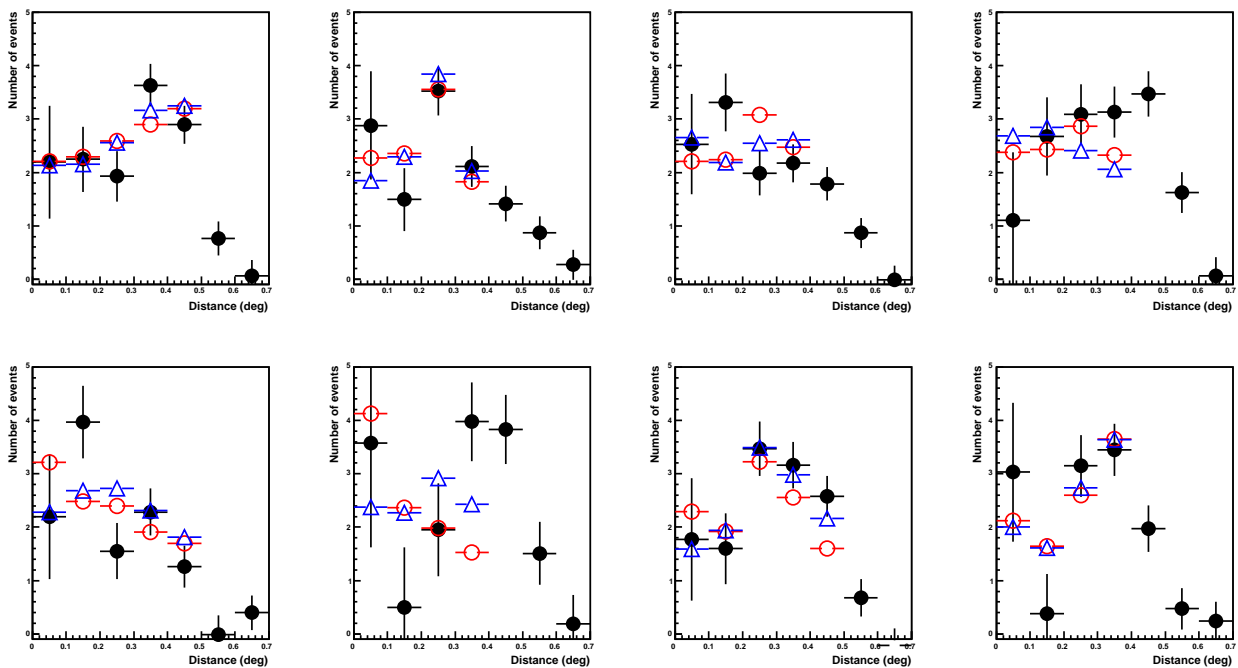 Number of events Number of events Number of events Number of events
5 5 5 5
4 4 4 4
3 3 3 3
2 2 2 2
1 1 1 1
0 0 0 0
0 0.1 0.2 0.3 0.4 0.5 0.6 0.7 0 0.1 0.2 0.3 0.4 0.5 0.6 0.7 0 0.1 0.2 0.3 0.4 0.5 0.6 0.7 0 0.1 0.2 0.3 0.4 0.5 0.6 0.7
Distance (deg) Distance (deg) Distance (deg) Distance (deg)
Number of events Number of events Number of events Number of events
5 5 5 5
4 4 4 4
3 3 3 3
2 2 2 2
1 1 1 1
0 0 0 0
0 0.1 0.2 0.3 0.4 0.5 0.6 0.7 0 0.1 0.2 0.3 0.4 0.5 0.6 0.7 0 0.1 0.2 0.3 0.4 0.5 0.6 0.7 0 0.1 0.2 0.3 0.4 0.5 0.6 0.7
Distance (deg) Distance (deg) Distance (deg) Distance (deg)